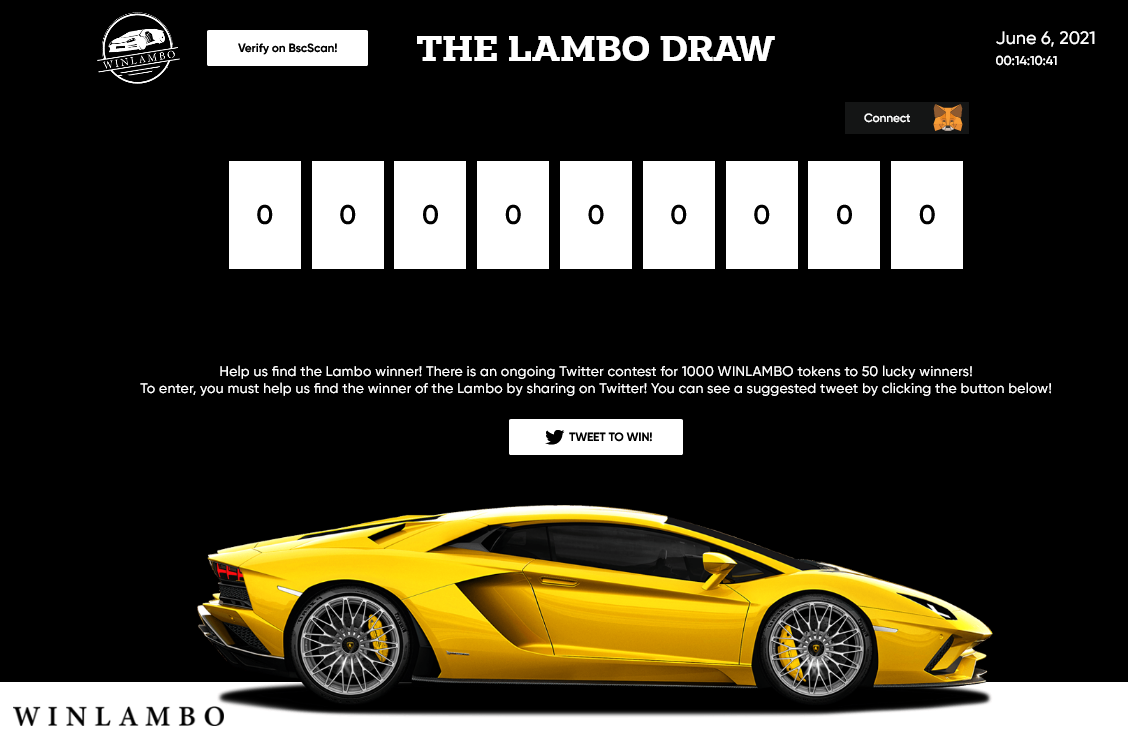 WINLAMBO
Verify on BscScan!
THE LAMBO DRAW
June 6, 2021
00:14:10:41
Connect
0 0 0 0 0 0 0 0 0
Help us find the Lambo winner! There is an ongoing Twitter contest for 1000 WINLAMBO tokens to 50 lucky winners!
To enter, you must help us find the winner of the Lambo by sharing on Twitter! You can see a suggested tweet by clicking the button below!
TWEET TO WIN!
WINLAMBO